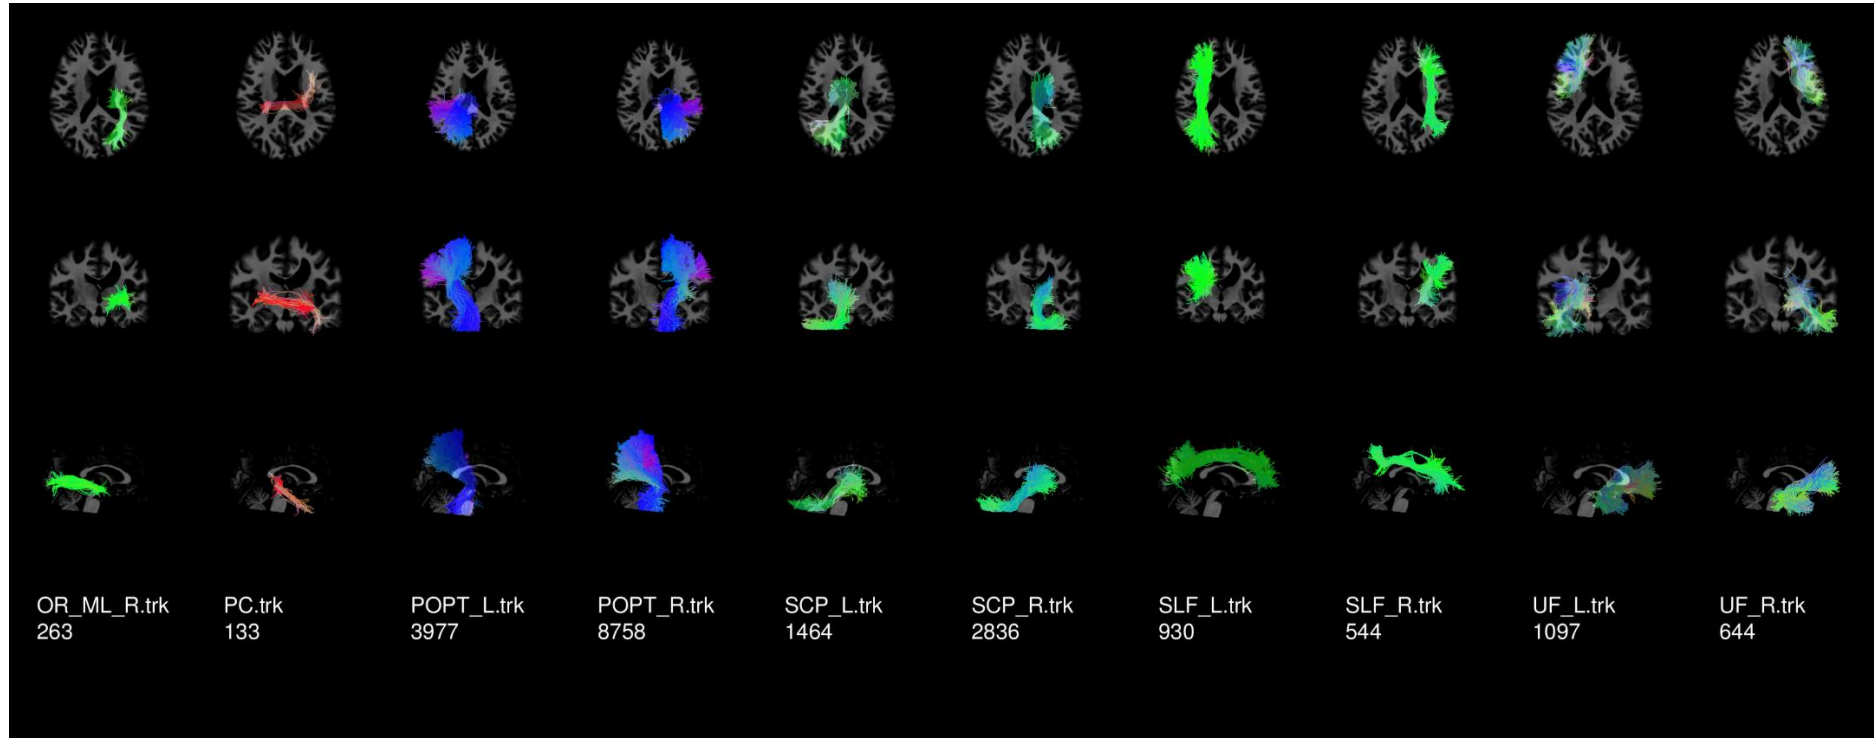 OR_ML_R.trk
263
PC.trk
133
POPT_L.trk
3977
POPT_R.trk
8758
SCP_L.trk
1464
SCP_R.trk
2836
SLF_L.trk
930
SLF_R.trk
544
UF_L.trk
1097
UF_R.trk
644